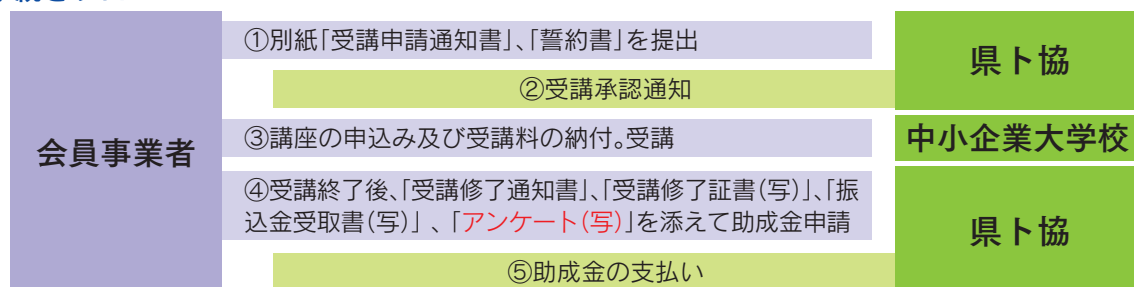 ①別紙「受講申請通知書」、「誓約書」を提出
県ト協
②受講承認通知
会員事業者
③講座の申込み及び受講料の納付。受講
中小企業大学校
④受講終了後、「受講修了通知書」、「受講修了証書(写)」、「振
込金受取書(写)」、「アンケート(写)」を添えて助成金申請
県ト協
⑤助成金の支払い